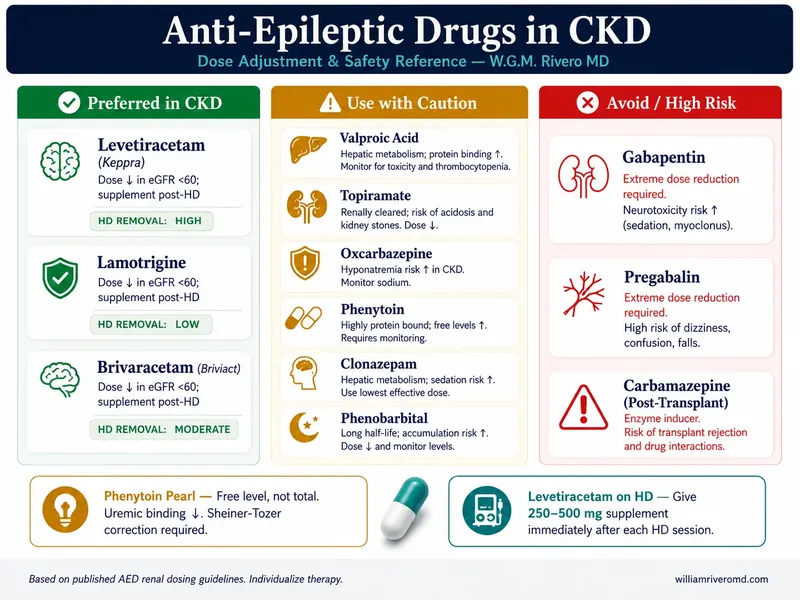 Anti-Epileptic Drugs in CKD
Dose Adjustment & Safety Reference — W.G.M. Rivero MD
Preferred in CKD
Levetiracetam
(Keppra)
Dose ↓ in eGFR <60;
supplement post-HD
HD REMOVAL: HIGH
Lamotrigine
Dose ↓ in eGFR <60;
supplement post-HD
HD REMOVAL: LOW
Brivaracetam (Briviact)
Dose ↓ in eGFR <60;
supplement post-HD
HD REMOVAL: MODERATE
Use with Caution
Valproic Acid
Hepatic metabolism; protein binding ↑.
Monitor for toxicity and thrombocytopenia.
Topiramate
Renally cleared; risk of acidosis and
kidney stones. Dose ↓.
Oxcarbazepine
Hyponatremia risk ↑ in CKD.
Monitor sodium.
Phenytoin
Highly protein bound; free levels ↑.
Requires monitoring.
Clonazepam
Hepatic metabolism; sedation risk ↑.
Use lowest effective dose.
Phenobarbital
Long half-life; accumulation risk ↑.
Dose ↓ and monitor levels.
Avoid / High Risk
Gabapentin
Extreme dose reduction
required.
Neurotoxicity risk ↑
(sedation, myoclonus).
Pregabalin
Extreme dose reduction
required.
High risk of dizziness,
confusion, falls.
Carbamazepine
(Post-Transplant)
Enzyme inducer.
Risk of transplant rejection
and drug interactions.
Phenytoin Pearl — Free level, not total.
Uremic binding ↓. Sheiner-Tozer
correction required.
Levetiracetam on HD — Give
250–500 mg supplement
immediately after each HD session.
Based on published AED renal dosing guidelines. Individualize therapy.
williamriveromd.com